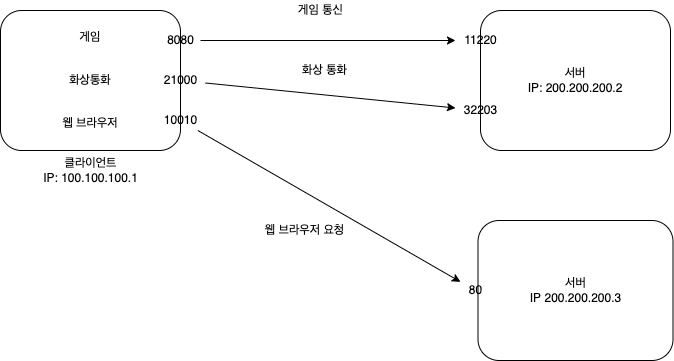 게임 통신
게임
8080
11220
화상 통화
서버
IP: 200.200.200.2
화상통화
21000
32203
웹 브라우저
10010
클라이언트
IP: 100.100.100.1
웹 브라우저 요청
80
서버
IP 200.200.200.3